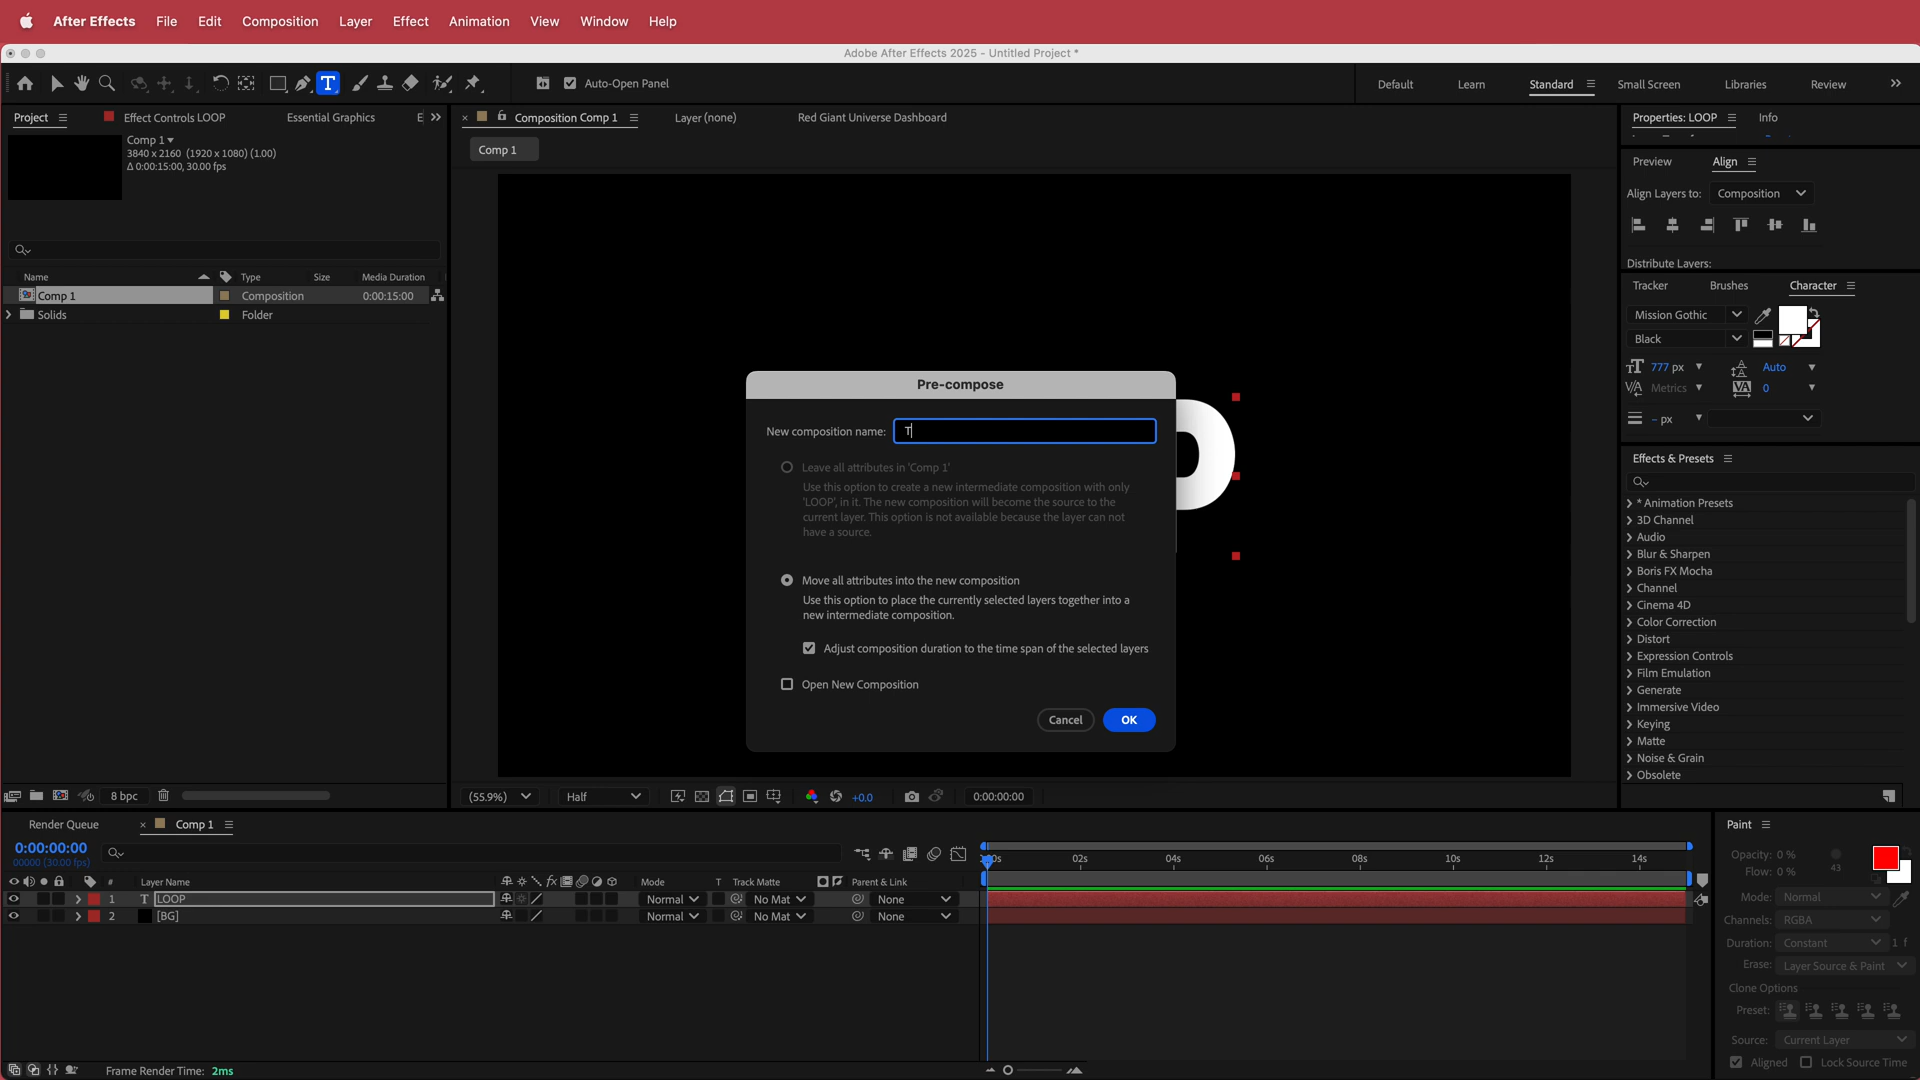 After Effects File Edit Composition Layer Effect Animation View Window Help
Adobe After Effects 2025 - Untitled Project *
T Auto-Open Panel Default Learn Standard Small Screen Libraries Review
Project Effect Controls LOOP Essential Graphics E
Composition Comp 1 Layer (none) Red Giant Universe Dashboard
Properties: LOOP Info
Comp 1
3840 x 2160 (1920 x 1080) (1.00)
Δ 0:00:15:00, 30.00 fps
Comp 1
Preview Align
Align Layers to: Composition
Distribute Layers:
Name Type Size Media Duration
Comp 1 Composition 0:00:15:00
Solids Folder
Tracker Brushes Character
Mission Gothic
Black
777 px Auto
Metrics 0
- px
Pre-compose
New composition name: T
Leave all attributes in 'Comp 1'
Use this option to create a new intermediate composition with only
'LOOP', in it. The new composition will become the source to the
current layer. This option is not available because the layer can not
have a source.
Move all attributes into the new composition
Use this option to place the currently selected layers together into a
new intermediate composition.
Adjust composition duration to the time span of the selected layers
Open New Composition
Cancel OK
Effects & Presets
* Animation Presets
3D Channel
Audio
Blur & Sharpen
Boris FX Mocha
Channel
Cinema 4D
Color Correction
Distort
Expression Controls
Film Emulation
Generate
Immersive Video
Keying
Matte
Noise & Grain
Obsolete
8 bpc
(55.9%) Half +0.0 0:00:00:00
Render Queue Comp 1
0:00:00:00
00000 (30.00 fps)
02s 04s 06s 08s 10s 12s 14s
# Layer Name fx Mode T Track Matte Parent & Link
1 T LOOP Normal No Mat None
2 [BG] Normal No Mat None
Paint
Opacity: 0 %
Flow: 0 % 43
Mode: Normal
Channels: RGBA
Duration: Constant 1 f
Erase: Layer Source & Paint
Clone Options
Preset:
Source: Current Layer
Aligned Lock Source Time
Frame Render Time: 2ms